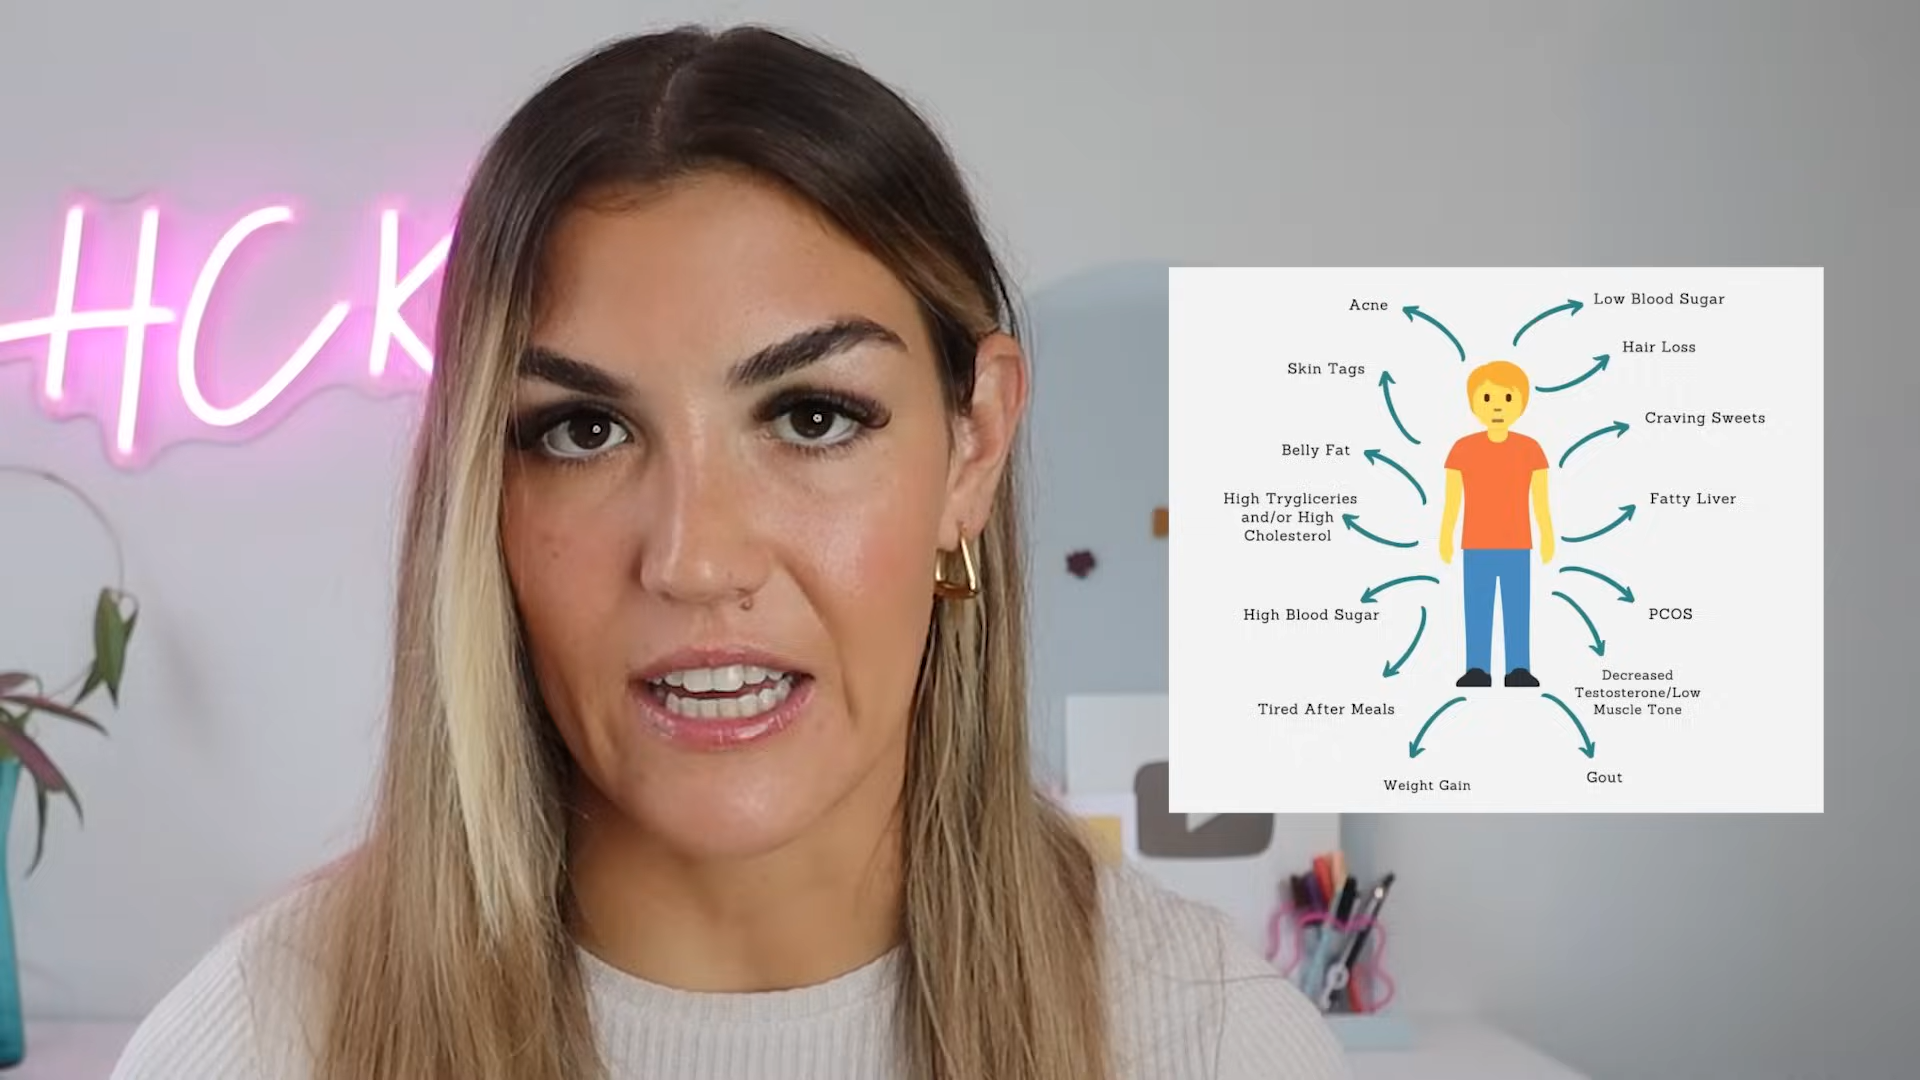 HCK
Acne
Low Blood Sugar
Hair Loss
Skin Tags
Craving Sweets
Belly Fat
High Trygliceries
and/or High
Cholesterol
Fatty Liver
High Blood Sugar
PCOS
Decreased
Testosterone/Low
Muscle Tone
Tired After Meals
Weight Gain
Gout